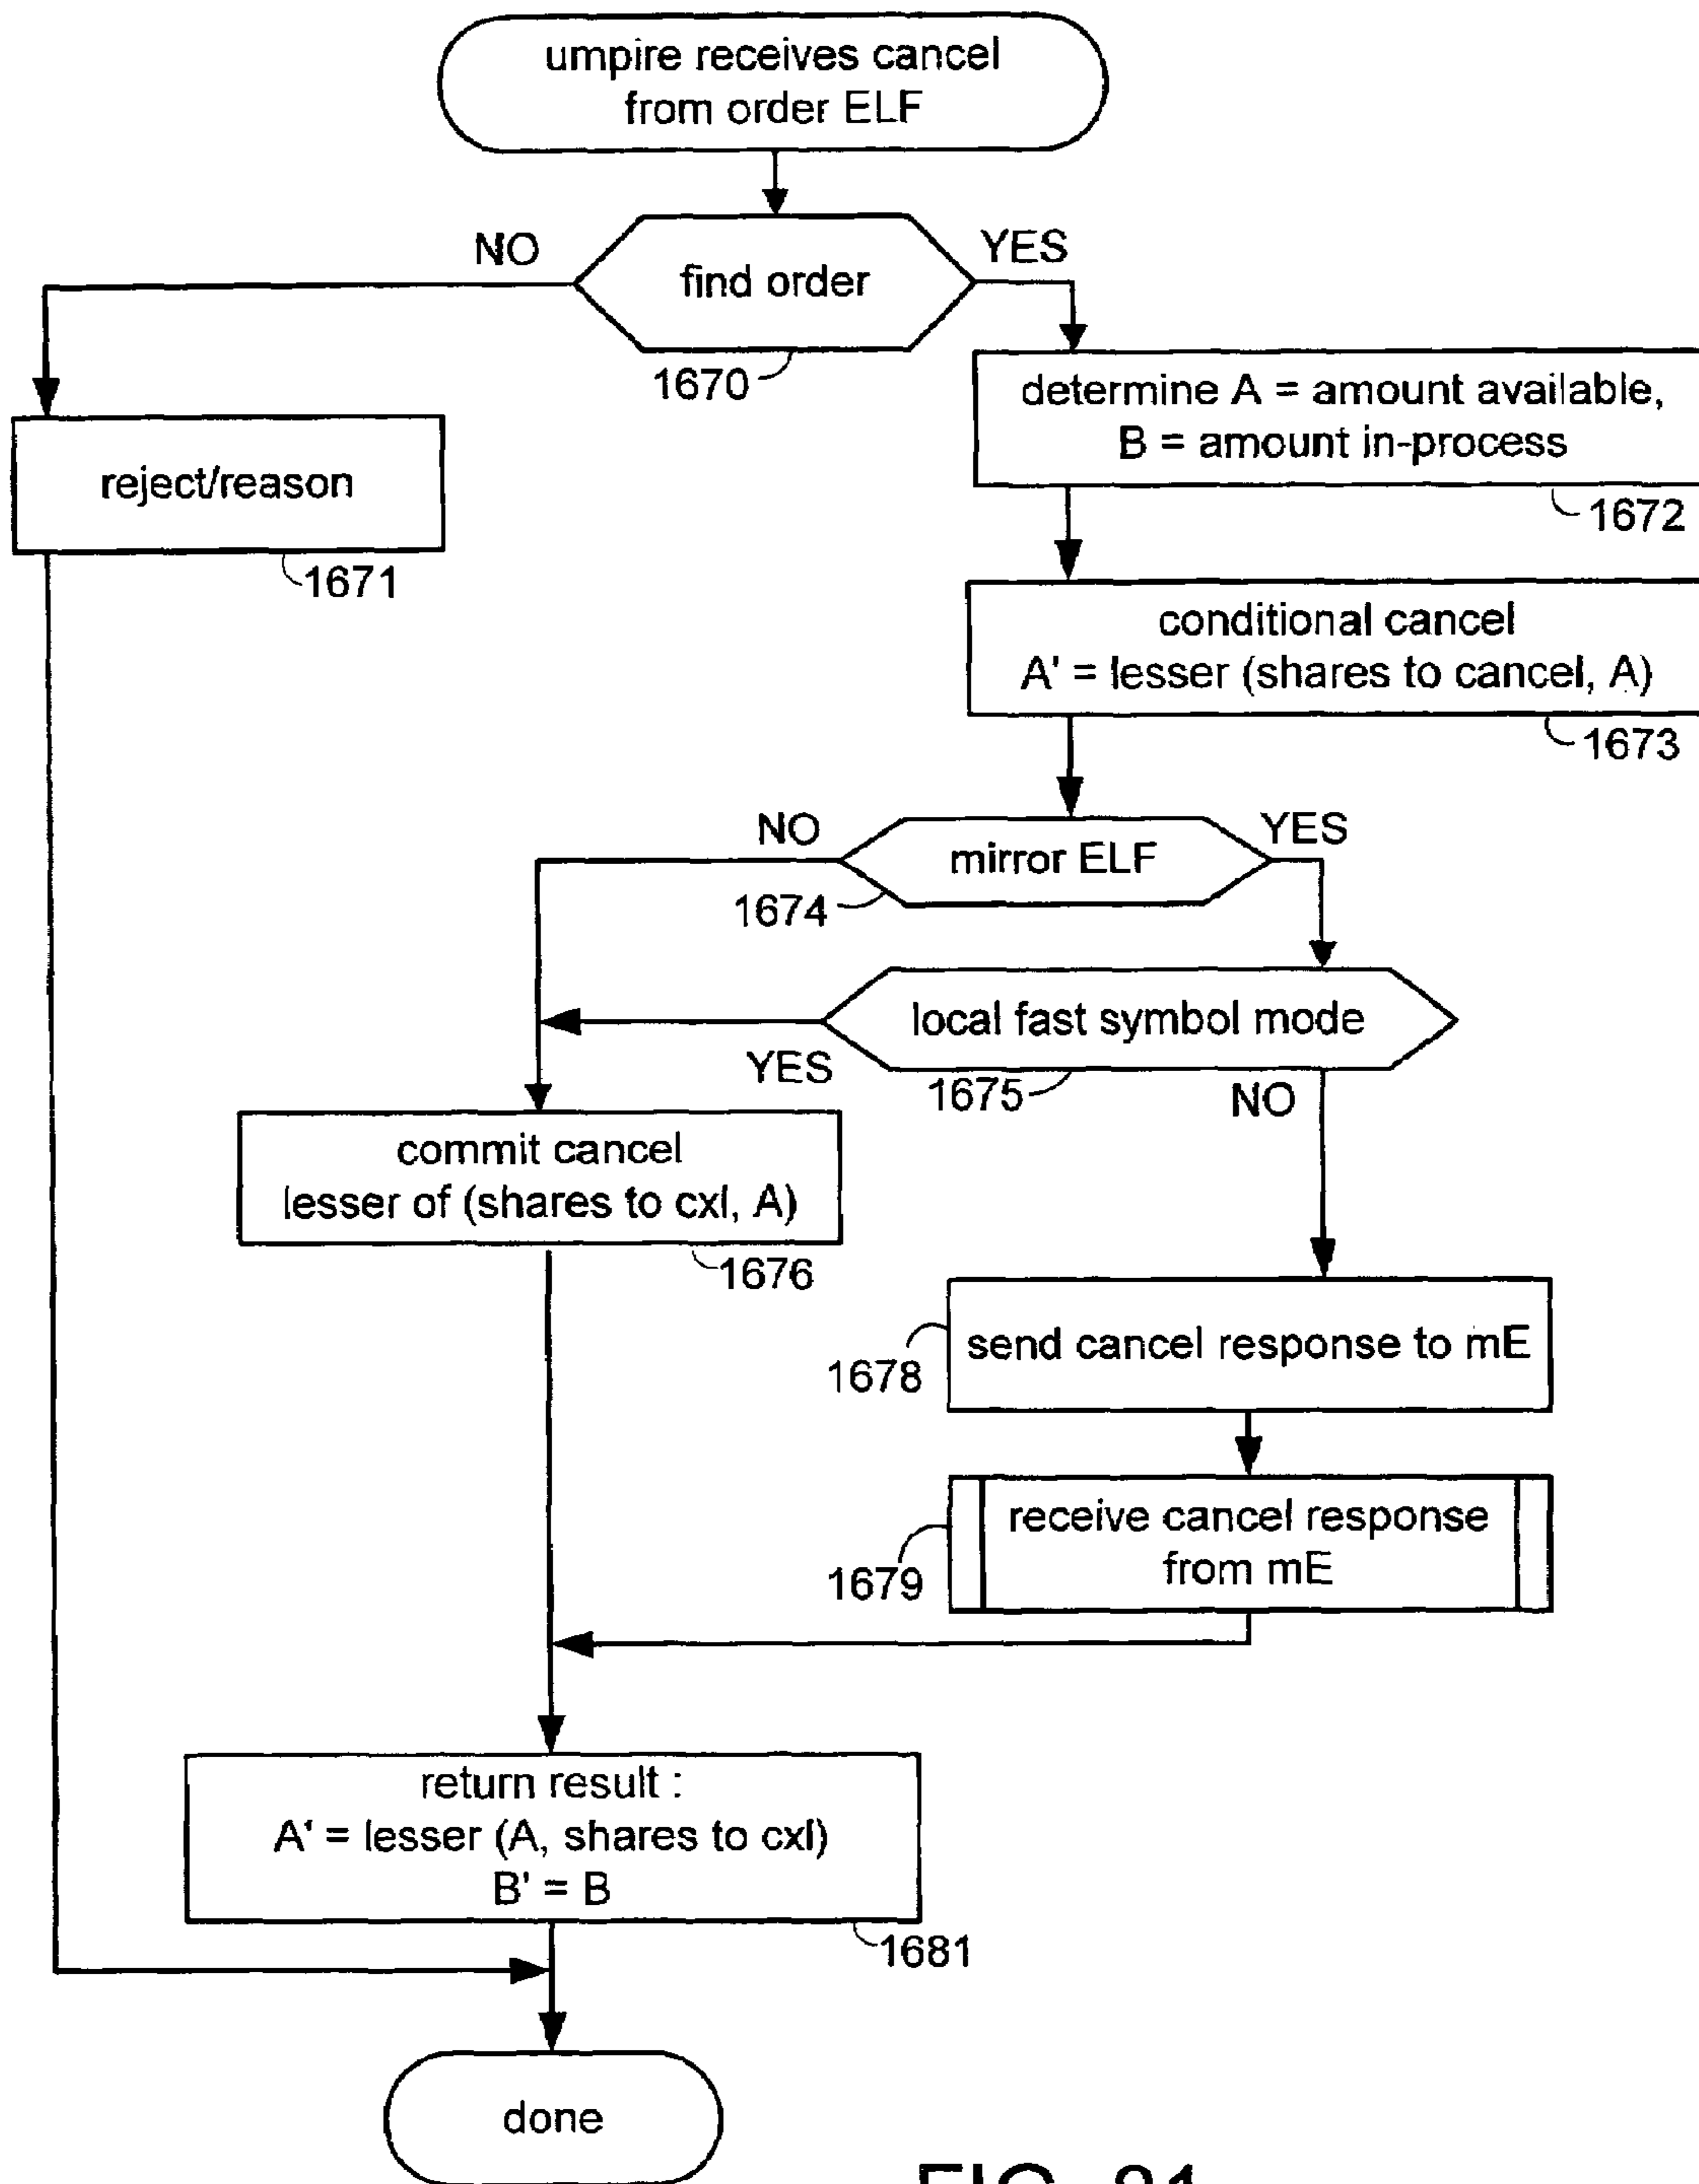 umpire receives cancel
from order ELF
NO
YES
find order
1670
determine A = amount available,
B = amount in-process
1672
reject/reason
1671
conditional cancel
A' = lesser (shares to cancel, A)
1673
NO
YES
mirror ELF
1674
local fast symbol mode
YES
1675
NO
commit cancel
lesser of (shares to cxl, A)
1676
send cancel response to mE
1678
receive cancel response
from mE
1679
return result :
A' = lesser (A, shares to cxl)
B' = B
1681
done